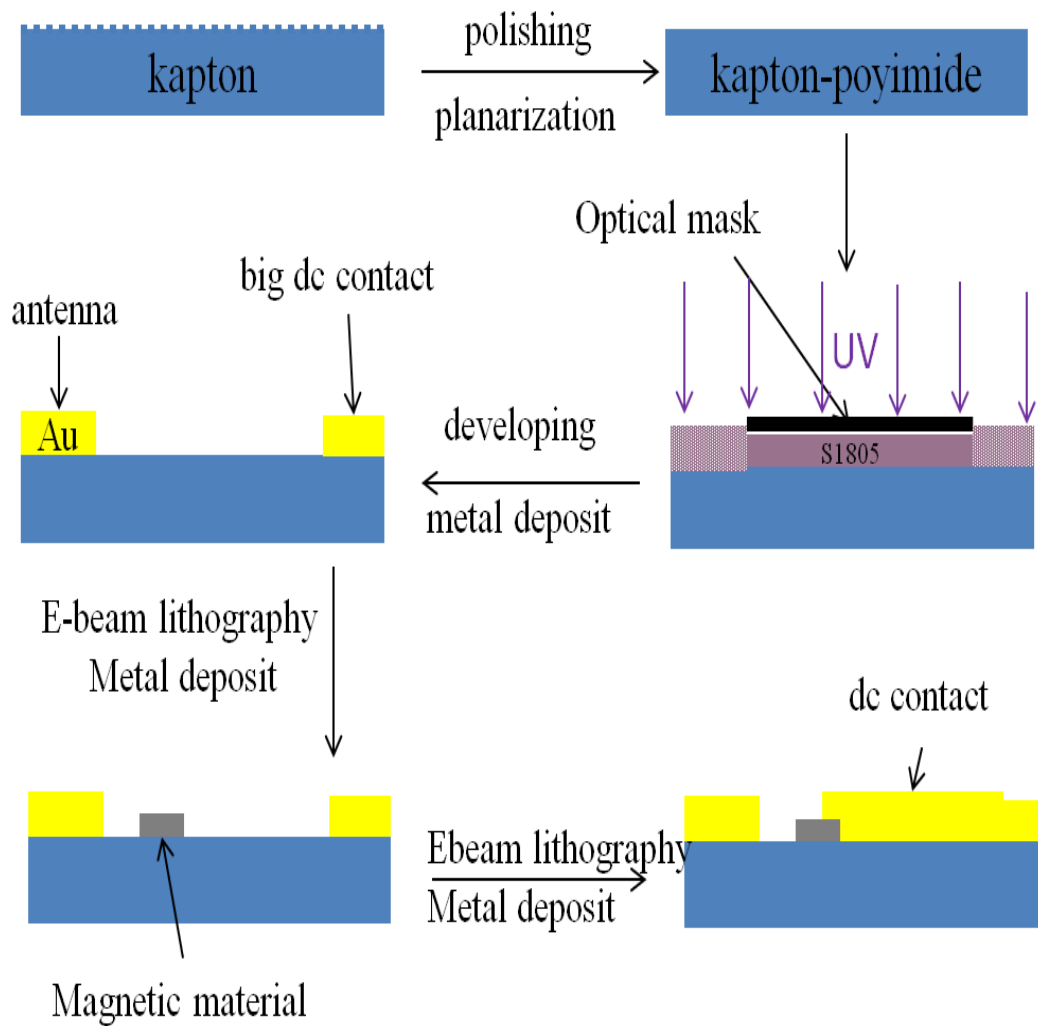 kapton
polishing
planarization
kapton-poyimide
Optical mask
UV
S1805
developing
metal deposit
antenna
big dc contact
Au
E-beam lithography
Metal deposit
Magnetic material
Ebeam lithography
Metal deposit
dc contact